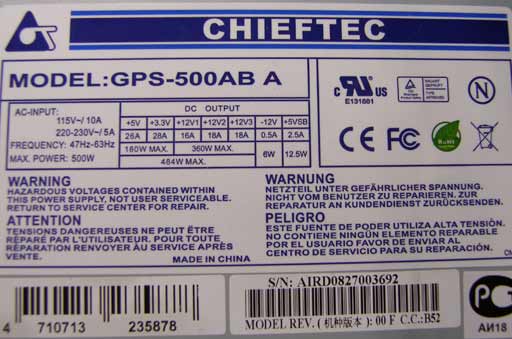 CHIEFTEC
MODEL:GPS-500AB A
AC-INPUT:
115V~/ 10A
220-230V~/ 5A
FREQUENCY: 47Hz-63Hz
MAX. POWER: 500W
DC OUTPUT
+5V +3.3V +12V1 +12V2 +12V3 -12V +5VSB
26A 28A 16A 18A 18A 0.5A 2.5A
180W MAX. 360W MAX. 6W 12.5W
484W MAX.
c UR US
E131881
CE FC RoHS
WARNING
HAZARDOUS VOLTAGES CONTAINED WITHIN
THIS POWER SUPPLY, NOT USER SERVICEABLE.
RETURN TO SERVICE CENTER FOR REPAIR.
ATTENTION
TENSIONS DANGEREUSES NE PEUT ÊTRE
RÉPARÉ PAR L'UTILISATEUR. POUR TOUTE
RÉPARATION RENVOYER AU SERVICE APRÉS
VENTE.
MADE IN CHINA
WARNUNG
NETZTEIL UNTER GEFÄHRLICHER SPANNUNG.
NICHT VOM BENUTZER ZU REPARIEREN. ZUR
REPARATUR AN KUNDENDIENST ZURÜCKSENDEN.
PELIGRO
ESTE FUENTE DE PODER UTILIZA ALTA TENSIÓN.
NO CONTIENE NINGÚN ELEMENTO REPARABLE
POR EL USUARIO. ENVIAR AL
CENTRO DE SERVICIO PARA SU REPARACIÓN.
4 710713 235878
S/N: AIRD0827003692
MODEL REV. (机种版本): 00 F C.C.:B52
АИ18